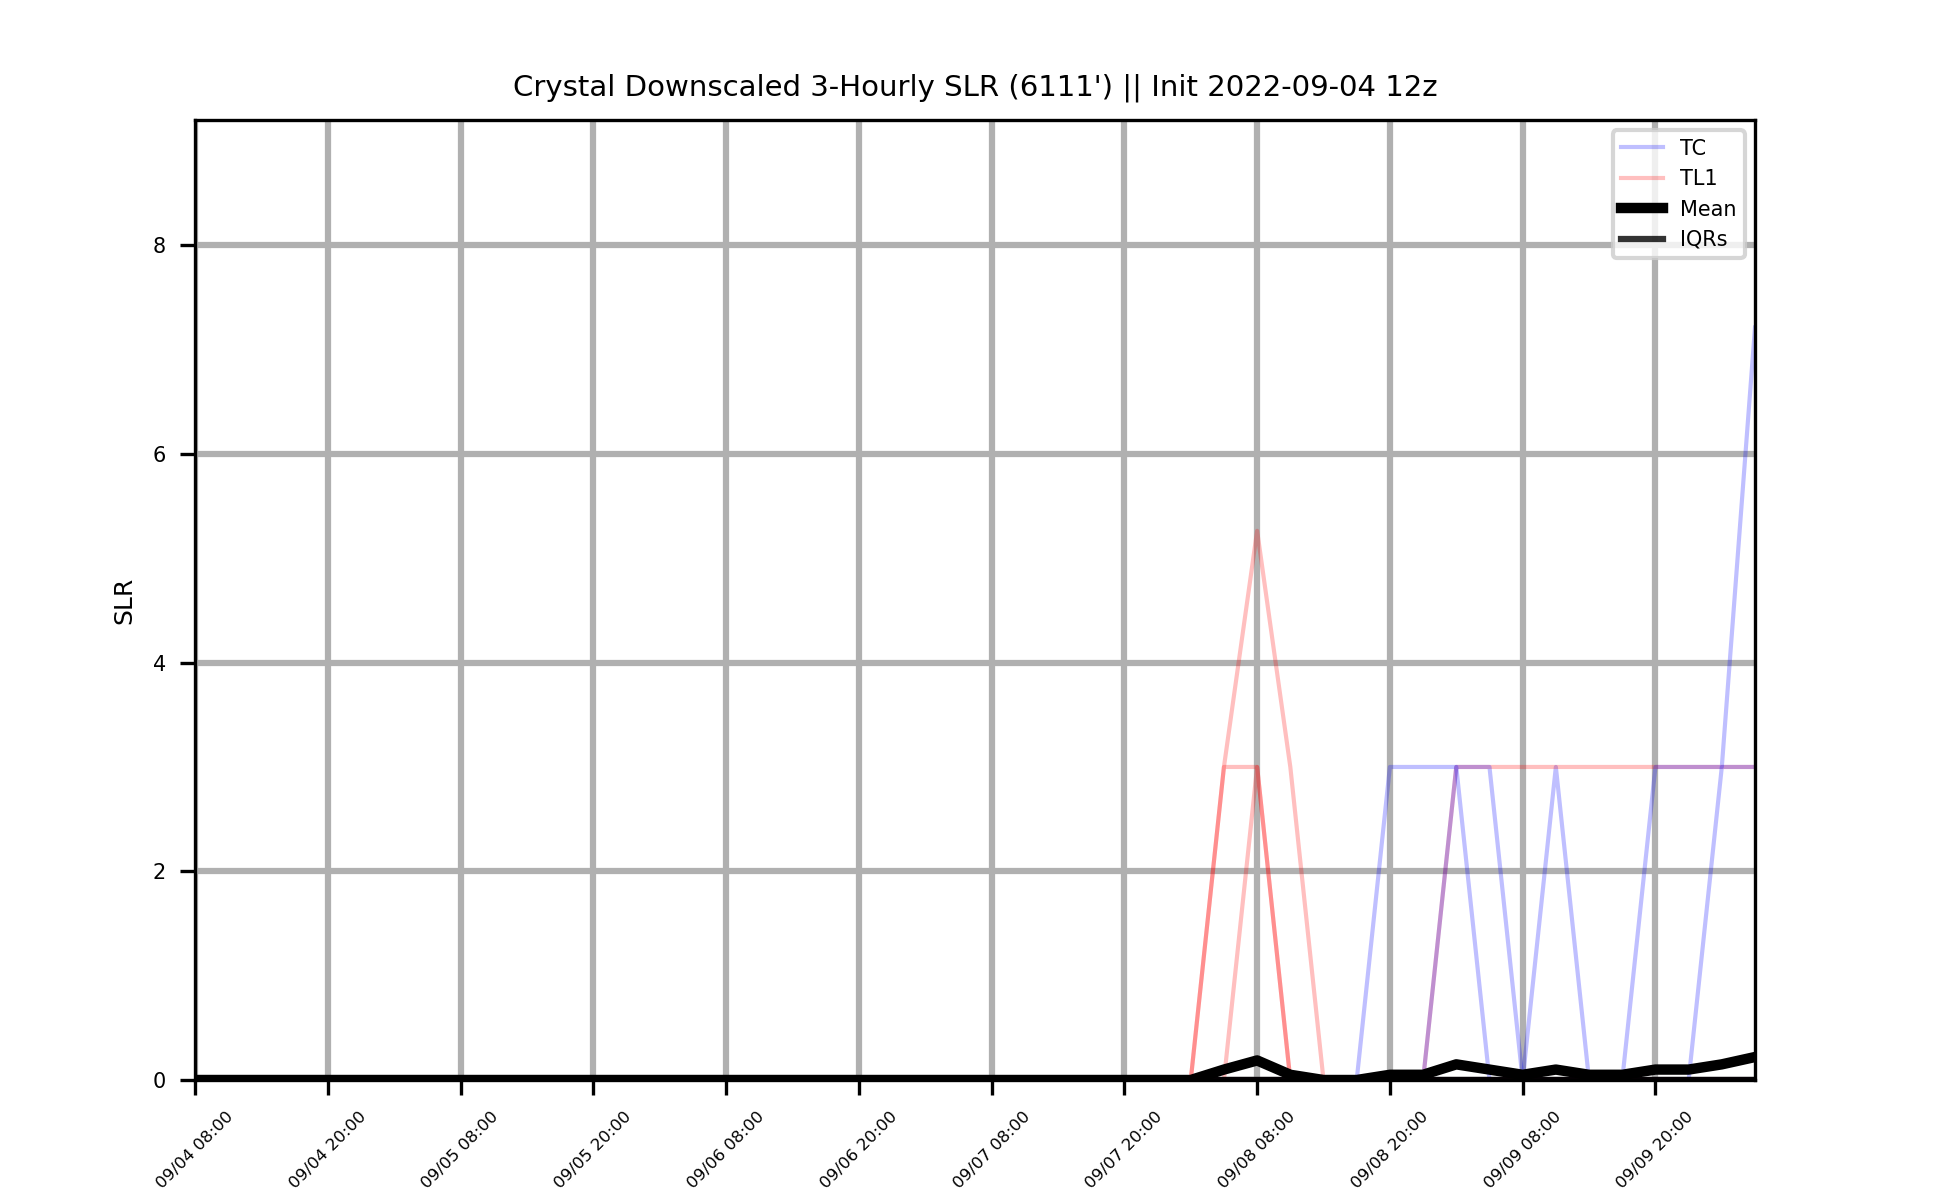 Crystal Downscaled 3-Hourly SLR (6111') || Init 2022-09-04 12z
TC
TL1
Mean
IQRs
8
6
4
2
0
SLR
09/04 08:00
09/04 20:00
09/05 08:00
09/05 20:00
09/06 08:00
09/06 20:00
09/07 08:00
09/07 20:00
09/08 08:00
09/08 20:00
09/09 08:00
09/09 20:00